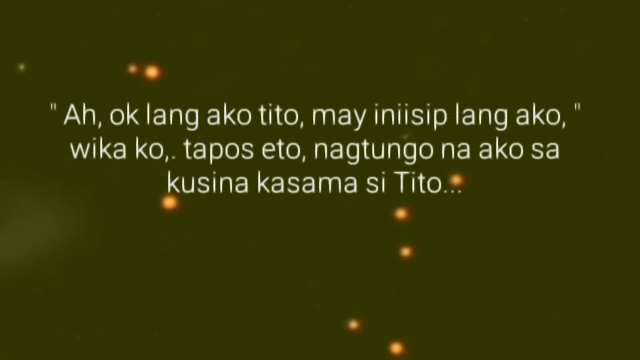 " Ah, ok lang ako tito, may iniisip lang ako, "
wika ko,. tapos eto, nagtungo na ako sa
kusina kasama si Tito...